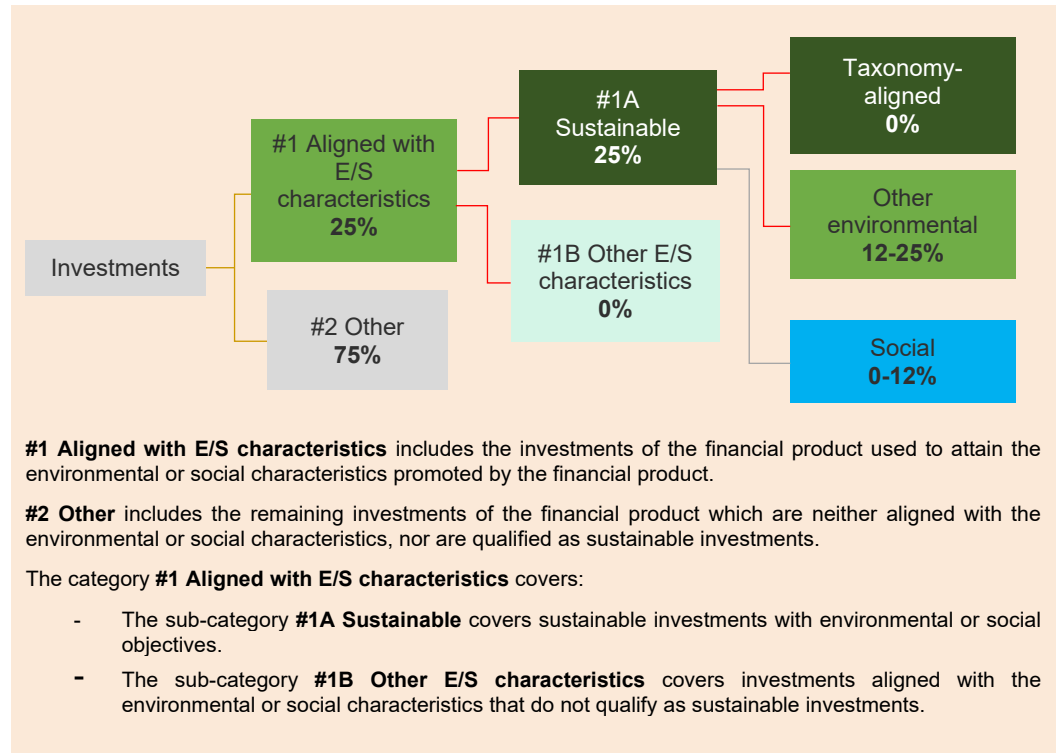 Investments
#1 Aligned with
E/S
characteristics
25%
#2 Other
75%
#1A
Sustainable
25%
#1B Other E/S
characteristics
0%
Taxonomy-
aligned
0%
Other
environmental
12-25%
Social
0-12%
#1 Aligned with E/S characteristics includes the investments of the financial product used to attain the
environmental or social characteristics promoted by the financial product.
#2 Other includes the remaining investments of the financial product which are neither aligned with the
environmental or social characteristics, nor are qualified as sustainable investments.
The category #1 Aligned with E/S characteristics covers:
- The sub-category #1A Sustainable covers sustainable investments with environmental or social
objectives.
- The sub-category #1B Other E/S characteristics covers investments aligned with the
environmental or social characteristics that do not qualify as sustainable investments.